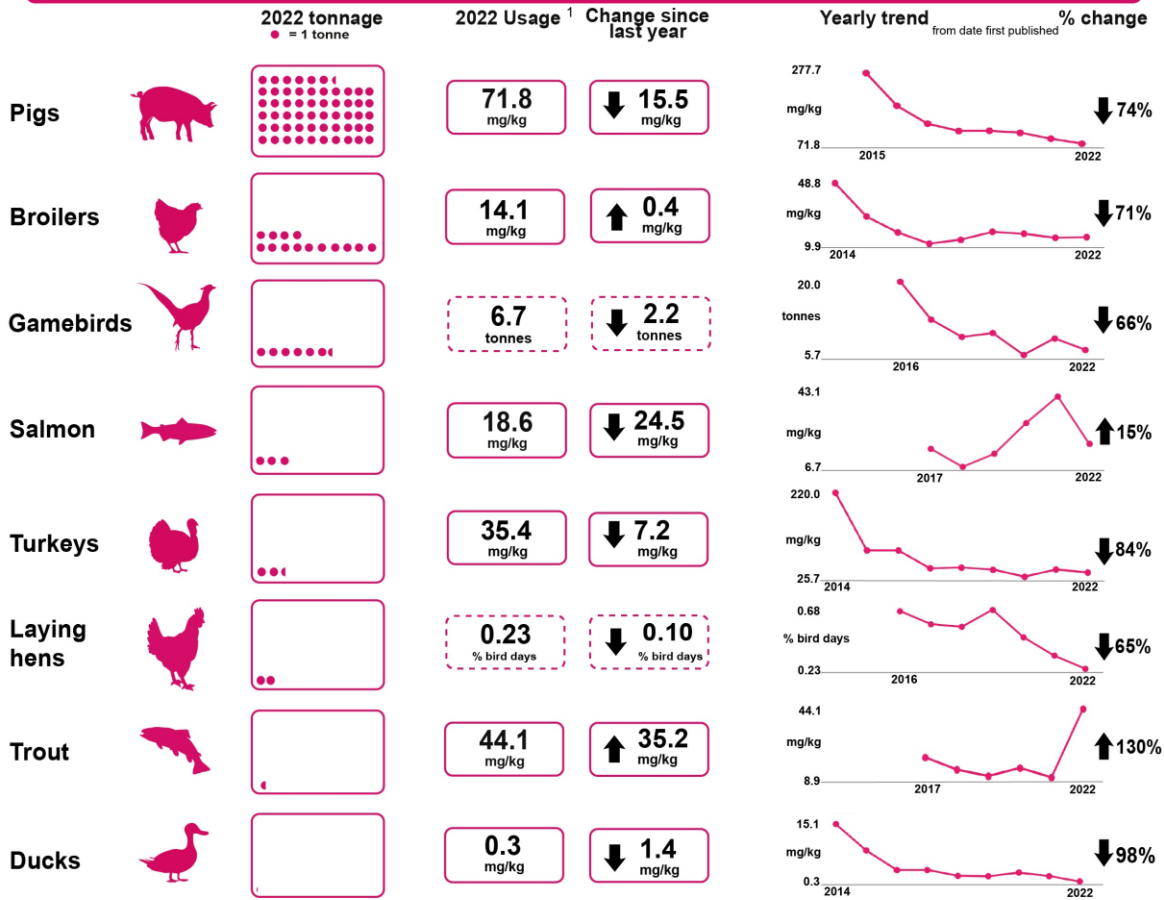 2022 tonnage
= 1 tonne
2022 Usage 1
Change since
last year
Yearly trend
from date first published
% change
Pigs
71.8
mg/kg
15.5
mg/kg
277.7
mg/kg
71.8
2015
2022
74%
Broilers
14.1
mg/kg
0.4
mg/kg
48.8
mg/kg
9.9
2014
2022
71%
Gamebirds
6.7
tonnes
2.2
tonnes
20.0
tonnes
5.7
2016
2022
66%
Salmon
18.6
mg/kg
24.5
mg/kg
43.1
mg/kg
6.7
2017
2022
15%
Turkeys
35.4
mg/kg
7.2
mg/kg
220.0
mg/kg
25.7
2014
2022
84%
Laying
hens
0.23
% bird days
0.10
% bird days
0.68
% bird days
0.23
2016
2022
65%
Trout
44.1
mg/kg
35.2
mg/kg
44.1
mg/kg
8.9
2017
2022
130%
Ducks
0.3
mg/kg
1.4
mg/kg
15.1
mg/kg
0.3
2014
2022
98%